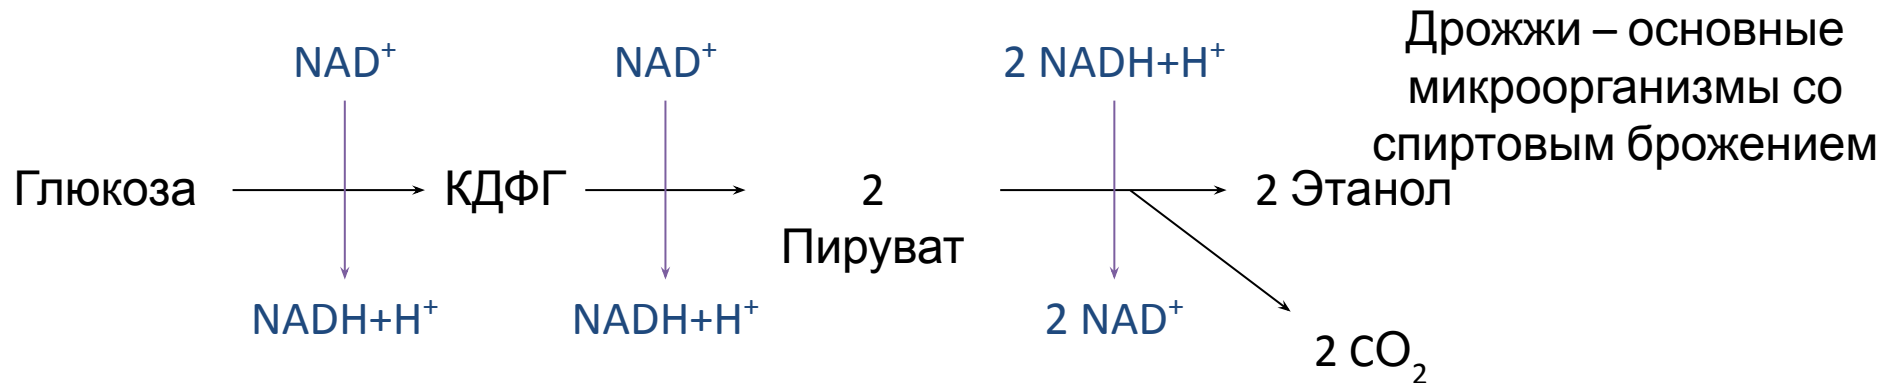 Дрожжи – основные
микроорганизмы со
спиртовым брожением
NAD⁺ NAD⁺ 2 NADH+H⁺
Глюкоза КДФГ 2 2 Этанол
Пируват
NADH+H⁺ NADH+H⁺ 2 NAD⁺
2 CO₂